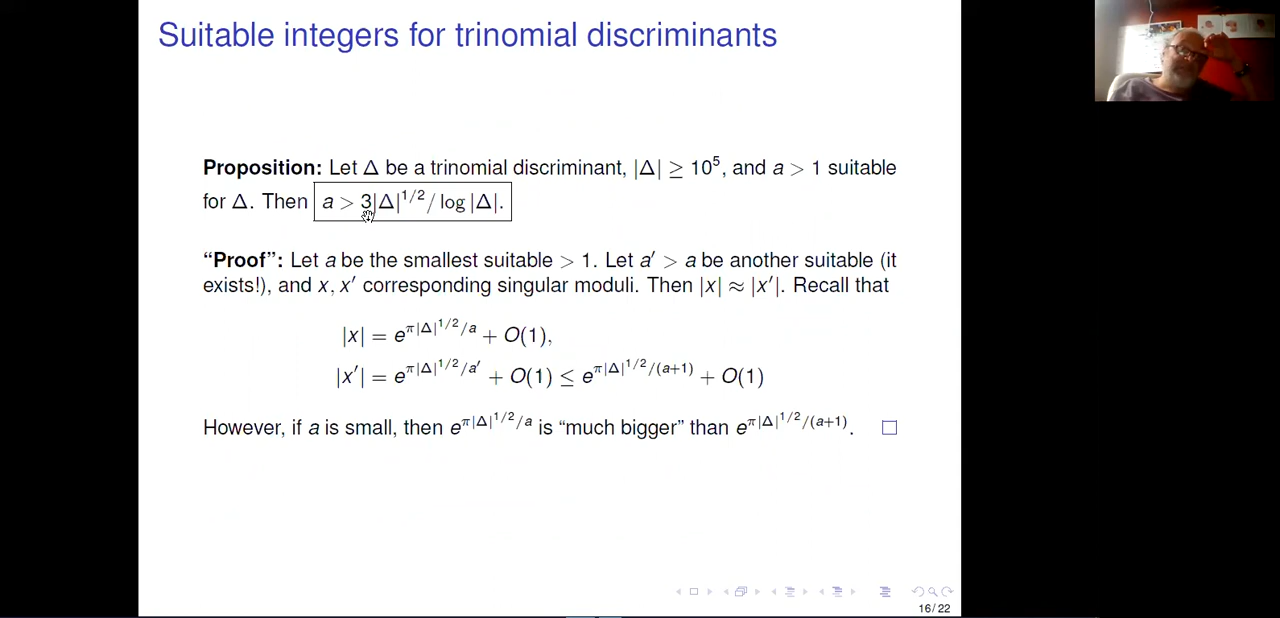 Suitable integers for trinomial discriminants
Proposition: Let Δ be a trinomial discriminant, |Δ| ≥ 10⁵, and a > 1 suitable
for Δ. Then a > 3|Δ|^{1/2}/ log |Δ|.
“Proof”: Let a be the smallest suitable > 1. Let a′ > a be another suitable (it
exists!), and x, x′ corresponding singular moduli. Then |x| ≈ |x′|. Recall that
|x| = e^{π|Δ|^{1/2}/a} + O(1),
|x′| = e^{π|Δ|^{1/2}/a′} + O(1) ≤ e^{π|Δ|^{1/2}/(a+1)} + O(1)
However, if a is small, then e^{π|Δ|^{1/2}/a} is “much bigger” than e^{π|Δ|^{1/2}/(a+1)}. □
16/22